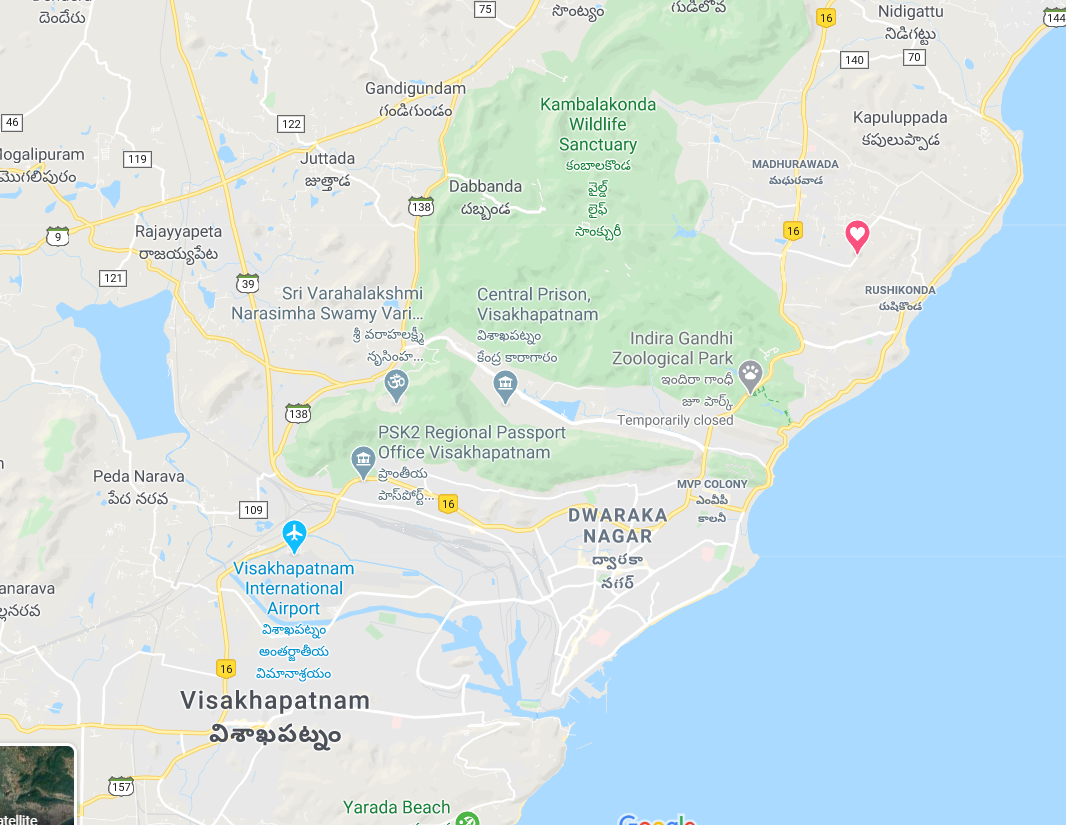 దెందేరు
75
సొంట్యం
గుడిలోవ
16
Nidigattu
నిడిగట్టు
144
140
70
Gandigundam
గండిగుండం
Kambalakonda
Wildlife
Sanctuary
కంబాలకొండ
వైల్డ్
లైఫ్
సాంక్చురీ
Kapuluppada
కపులుప్పాడ
46
122
119
Mogalipuram
మొగలిపురం
Juttada
జుత్తాడ
MADHURAWADA
మధురవాడ
Dabbanda
దబ్బండ
138
9
Rajayyapeta
రాజయ్యపేట
16
121
39
Sri Varahalakshmi
Narasimha Swamy Vari...
శ్రీ వరాహలక్ష్మీ
నృసింహ...
Central Prison,
Visakhapatnam
విశాఖపట్నం
కేంద్ర కారాగారం
RUSHIKONDA
రుషికొండ
Indira Gandhi
Zoological Park
ఇందిరా గాంధీ
జూ పార్క్
Temporarily closed
138
PSK2 Regional Passport
Office Visakhapatnam
ప్రాంతీయ
పాస్‌పోర్ట్...
Peda Narava
పేద నరవ
109
16
MVP COLONY
ఎంవీపీ
కాలనీ
DWARAKA
NAGAR
ద్వారకా
నగర్
Visakhapatnam
International
Airport
విశాఖపట్నం
అంతర్జాతీయ
విమానాశ్రయం
anarava
ల్లనరవ
16
Visakhapatnam
విశాఖపట్నం
157
Yarada Beach
atellite
Google